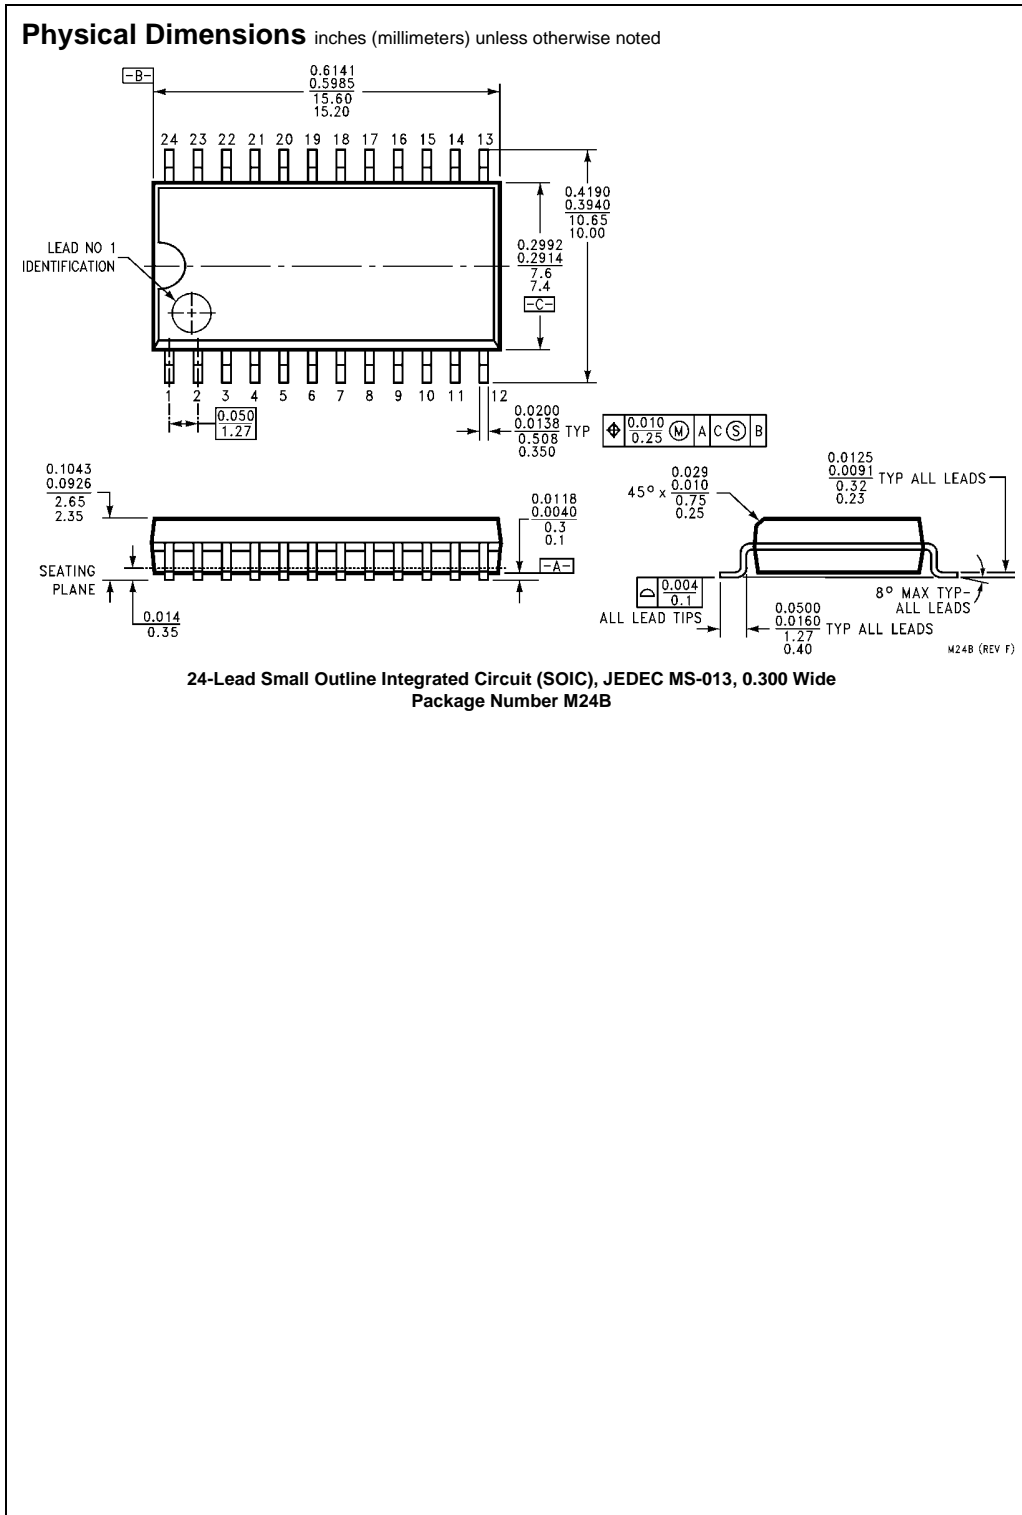 Physical Dimensions inches (millimeters) unless otherwise noted
-B-
0.6141
0.5985
15.60
15.20
24 23 22 21 20 19 18 17 16 15 14 13
0.4190
0.3940
10.65
10.00
LEAD NO 1
IDENTIFICATION
0.2992
0.2914
7.6
7.4
-C-
1 2 3 4 5 6 7 8 9 10 11 12
0.050
1.27
0.0200
0.0138
0.508
0.350
TYP
0.010
0.25
M A C S B
0.1043
0.0926
2.65
2.35
0.0118
0.0040
0.3
0.1
-A-
SEATING
PLANE
0.014
0.35
45° x
0.029
0.010
0.75
0.25
0.0125
0.0091
0.32
0.23
TYP ALL LEADS
0.004
0.1
ALL LEAD TIPS
0.0500
0.0160
1.27
0.40
TYP ALL LEADS
8° MAX TYP-
ALL LEADS
M24B (REV F)
24-Lead Small Outline Integrated Circuit (SOIC), JEDEC MS-013, 0.300 Wide
Package Number M24B